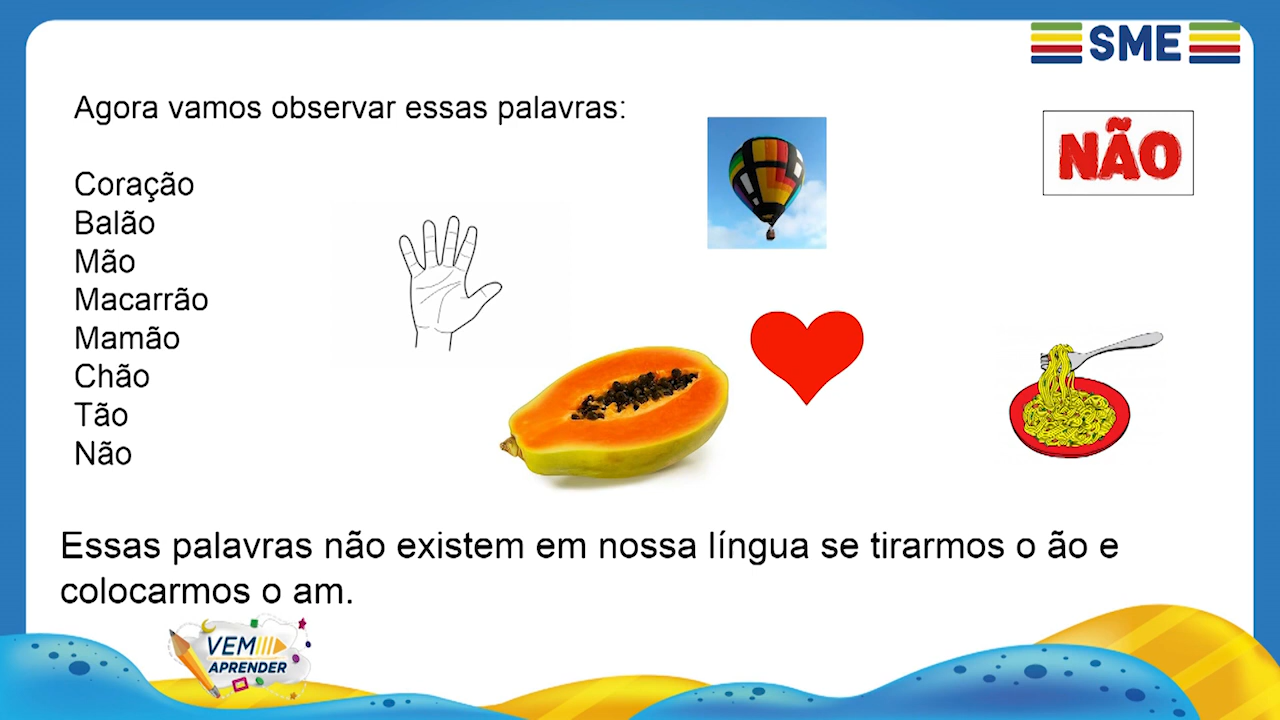 SME
Agora vamos observar essas palavras:
NÃO
Coração
Balão
Mão
Macarrão
Mamão
Chão
Tão
Não
Essas palavras não existem em nossa língua se tirarmos o ão e
colocarmos o am.
VEM
APRENDER